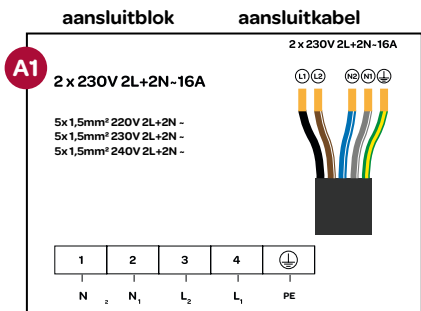 aansluitblok aansluitkabel
A1
2 x 230V 2L+2N~16A
2 x 230V 2L+2N~16A
L1 L2 N2 N1
5x1,5mm² 220V 2L+2N ~
5x1,5mm² 230V 2L+2N ~
5x1,5mm² 240V 2L+2N ~
1 2 3 4
N ₂ N₁ L₂ L₁ PE